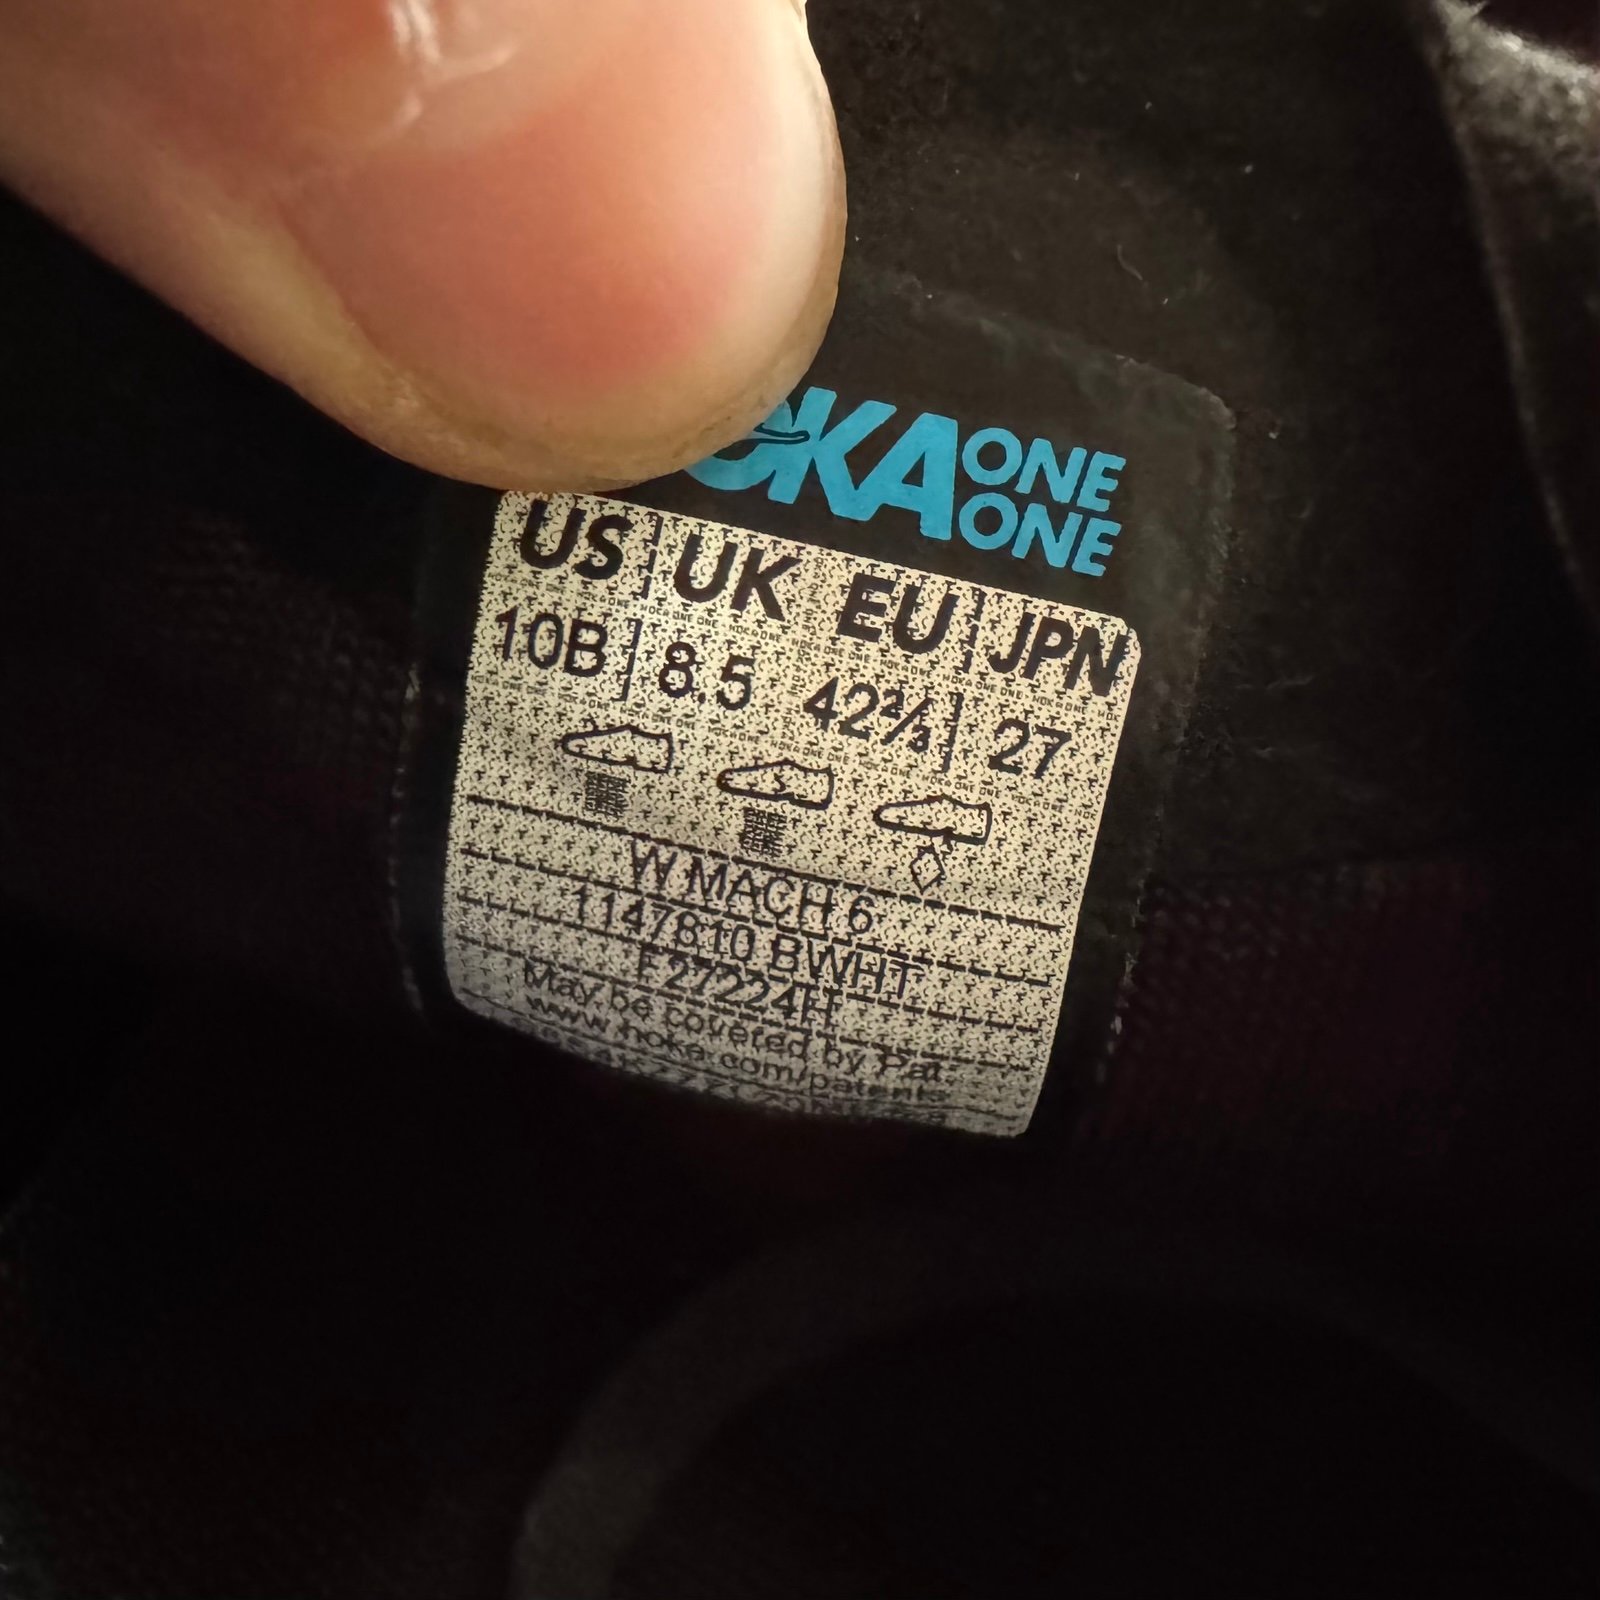 HOKA ONE ONE
US UK EU JPN
10B 8.5 42⅔ 27
W MACH 6
1147810 BWHT
F27224H
May be covered by Pat.
www.hoka.com/patents